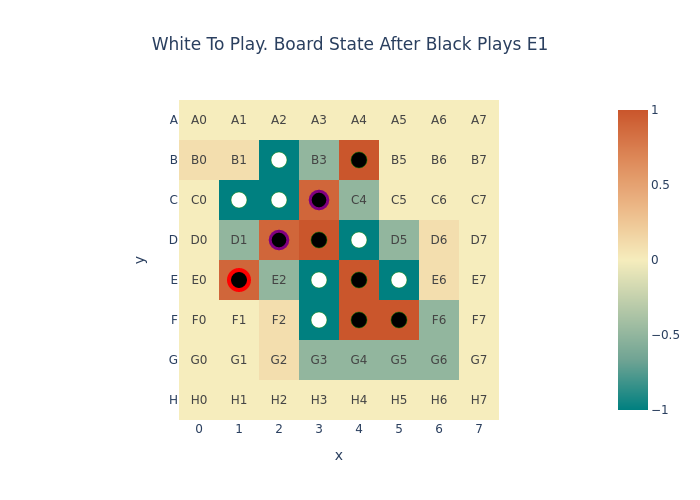 White To Play. Board State After Black Plays E1
A A0 A1 A2 A3 A4 A5 A6 A7
B B0 B1 B3 B5 B6 B7
C C0 C4 C5 C6 C7
D D0 D1 D5 D6 D7
E E0 E2 E6 E7
F F0 F1 F2 F6 F7
G G0 G1 G2 G3 G4 G5 G6 G7
H H0 H1 H2 H3 H4 H5 H6 H7
0 1 2 3 4 5 6 7
x
y
1
0.5
0
−0.5
−1